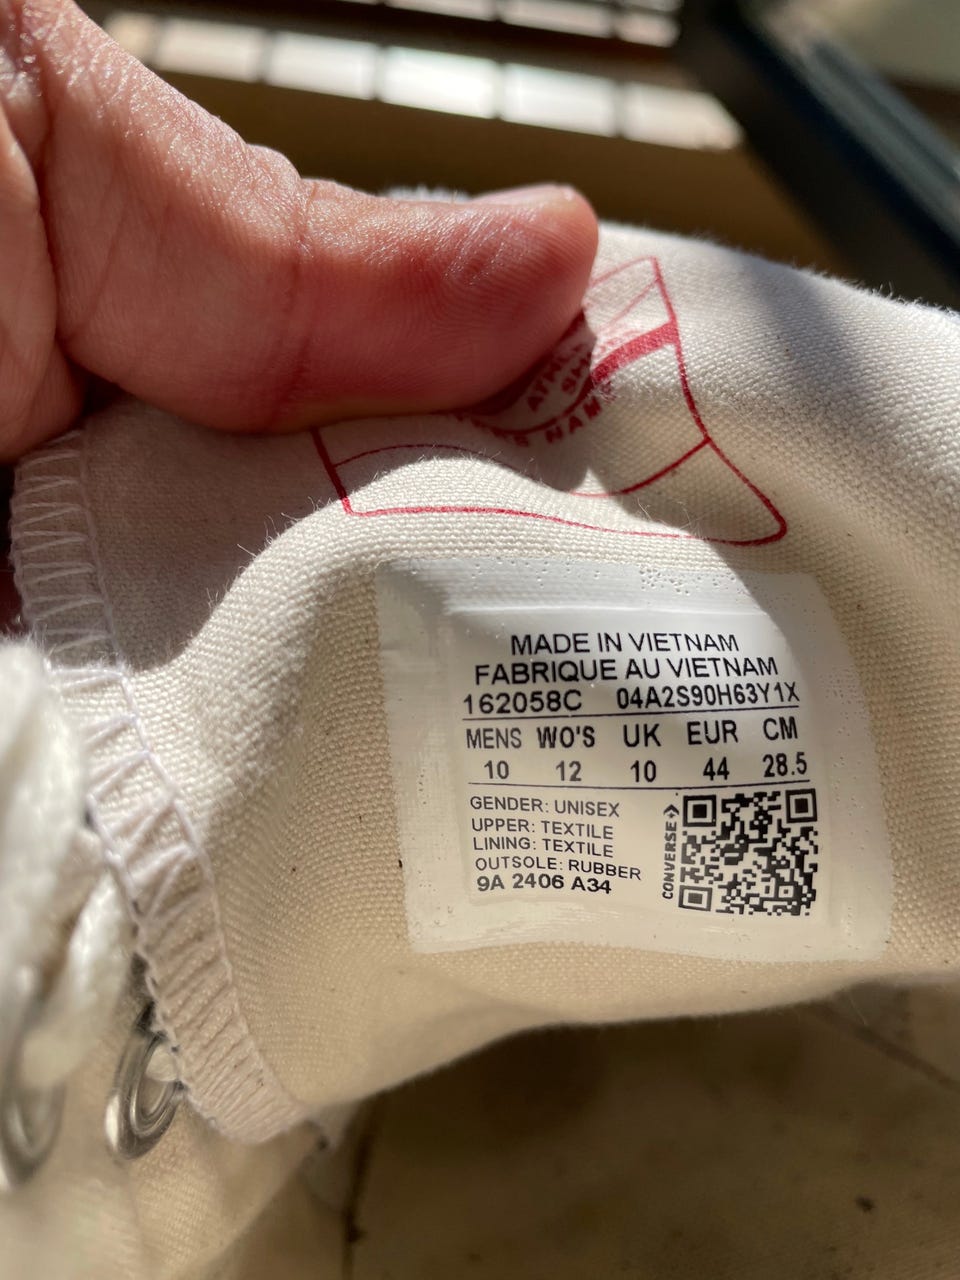 MADE IN VIETNAM
FABRIQUE AU VIETNAM
162058C 04A2S90H63Y1X
MENS WO'S UK EUR CM
10 12 10 44 28.5
GENDER: UNISEX
UPPER: TEXTILE
LINING: TEXTILE
OUTSOLE: RUBBER
9A 2406 A34
CONVERSE